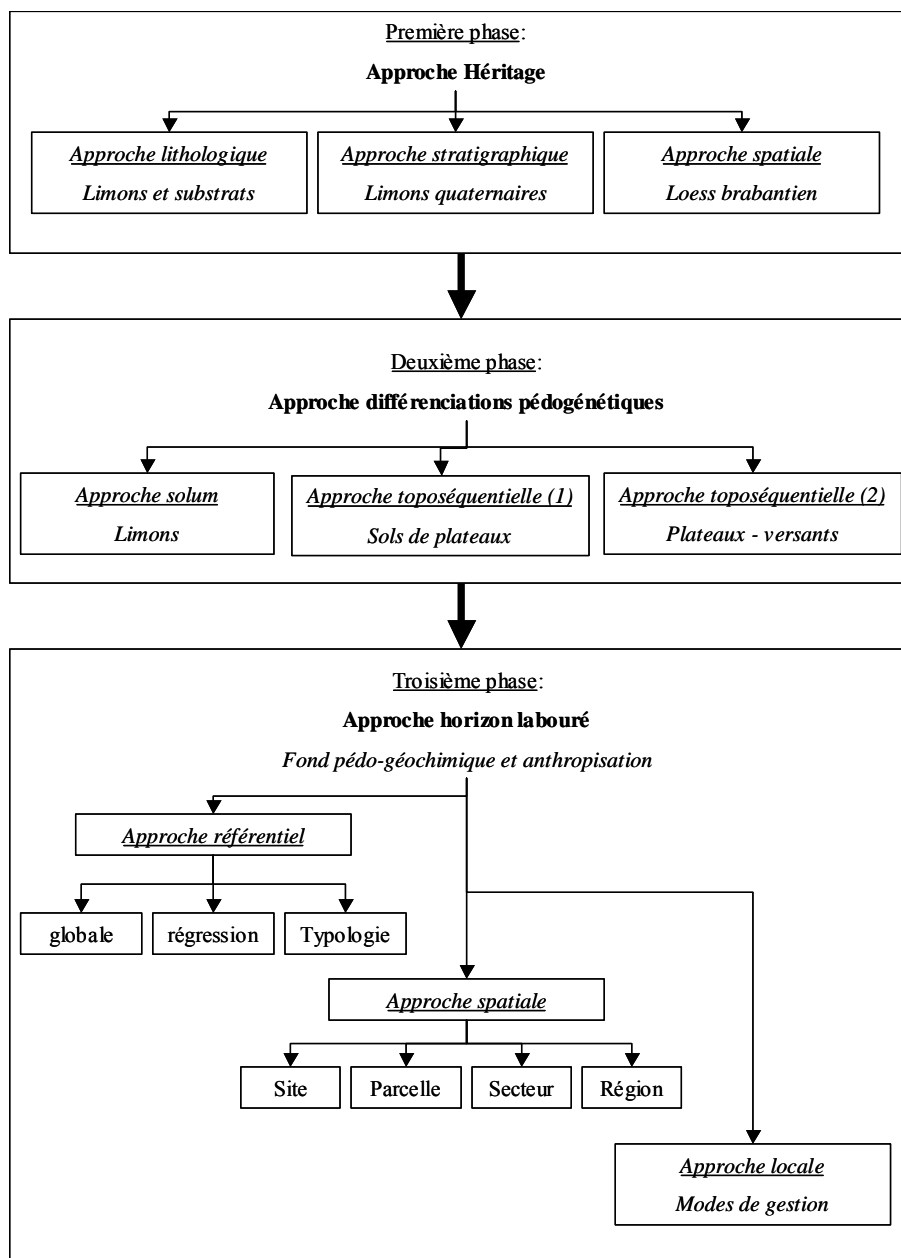 Première phase:
Approche Héritage
Approche lithologique
Limons et substrats
Approche stratigraphique
Limons quaternaires
Approche spatiale
Loess brabantien
Deuxième phase:
Approche différenciations pédogénétiques
Approche solum
Limons
Approche toposéquentielle (1)
Sols de plateaux
Approche toposéquentielle (2)
Plateaux - versants
Troisième phase:
Approche horizon labouré
Fond pédo-géochimique et anthropisation
Approche référentiel
globale
régression
Typologie
Approche spatiale
Site
Parcelle
Secteur
Région
Approche locale
Modes de gestion